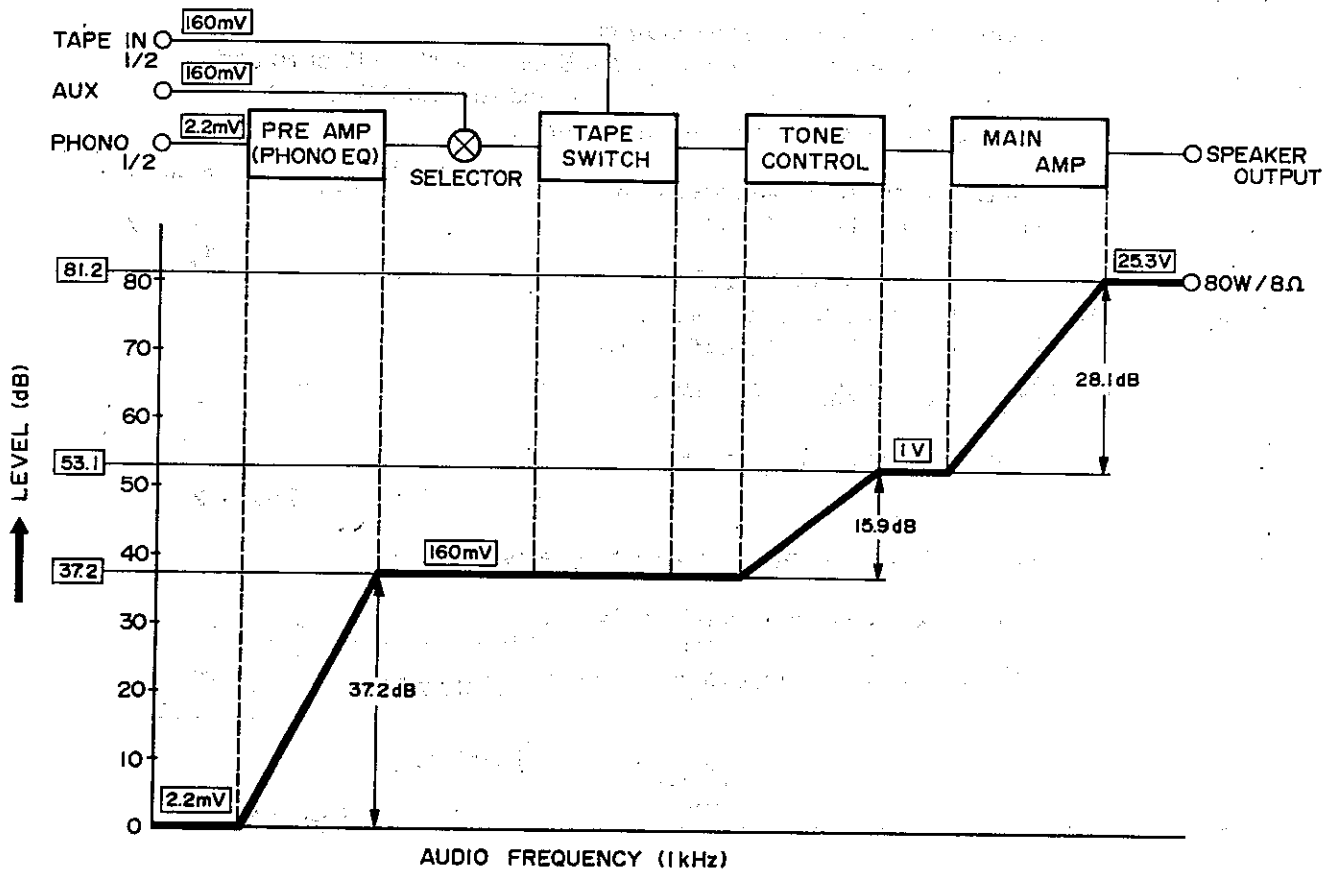 160mV
TAPE IN
1/2
160mV
AUX
2.2mV
PHONO
1/2
PRE AMP
(PHONO EQ)
SELECTOR
TAPE
SWITCH
TONE
CONTROL
MAIN
AMP
SPEAKER
OUTPUT
81.2
80
25.3V
80W/8Ω
70
28.1dB
60
53.1
1V
50
15.9dB
40
160mV
37.2
30
37.2dB
20
10
2.2mV
0
LEVEL (dB)
AUDIO FREQUENCY (1kHz)